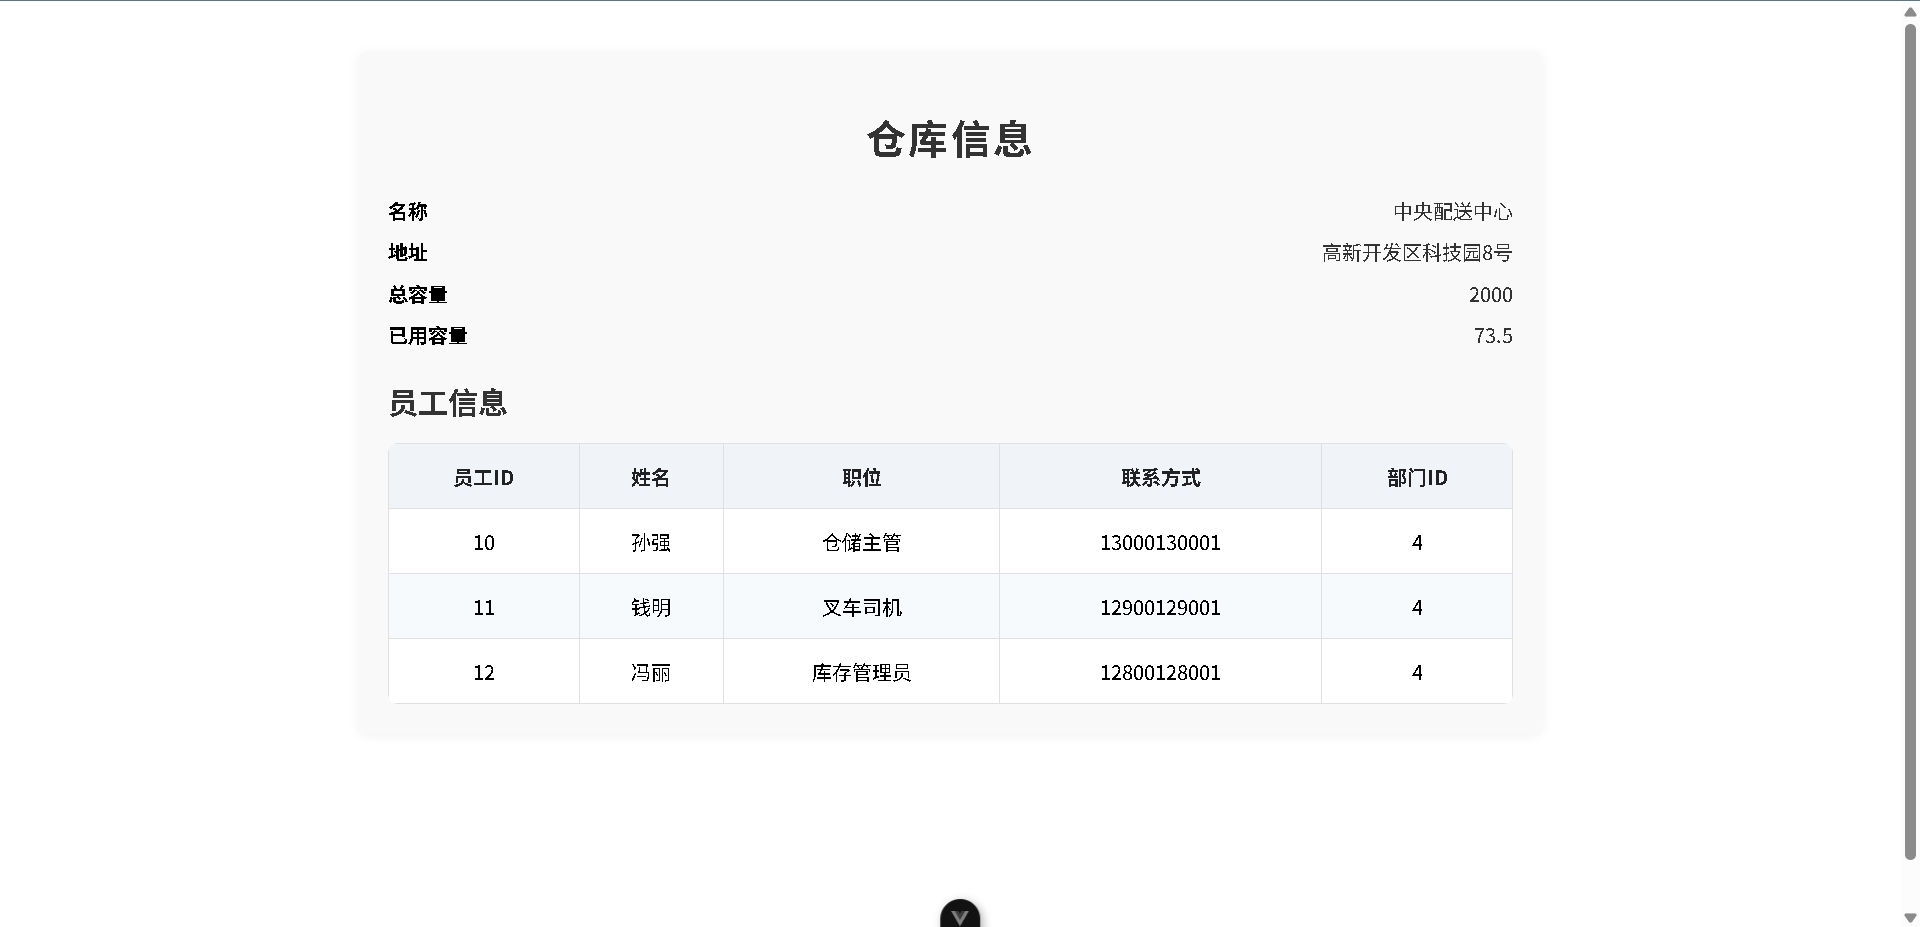 仓库信息
名称 中央配送中心
地址 高新开发区科技园8号
总容量 2000
已用容量 73.5
员工信息
员工ID 姓名 职位 联系方式 部门ID
10 孙强 仓储主管 13000130001 4
11 钱明 叉车司机 12900129001 4
12 冯丽 库存管理员 12800128001 4